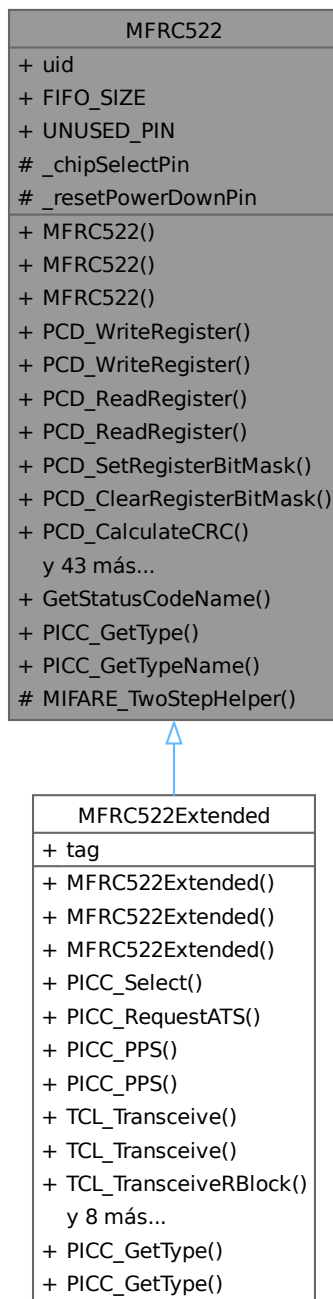 MFRC522
+ uid
+ FIFO_SIZE
+ UNUSED_PIN
# _chipSelectPin
# _resetPowerDownPin
+ MFRC522()
+ MFRC522()
+ MFRC522()
+ PCD_WriteRegister()
+ PCD_WriteRegister()
+ PCD_ReadRegister()
+ PCD_ReadRegister()
+ PCD_SetRegisterBitMask()
+ PCD_ClearRegisterBitMask()
+ PCD_CalculateCRC()
y 43 más...
+ GetStatusCodeName()
+ PICC_GetType()
+ PICC_GetTypeName()
# MIFARE_TwoStepHelper()
MFRC522Extended
+ tag
+ MFRC522Extended()
+ MFRC522Extended()
+ MFRC522Extended()
+ PICC_Select()
+ PICC_RequestATS()
+ PICC_PPS()
+ PICC_PPS()
+ TCL_Transceive()
+ TCL_Transceive()
+ TCL_TransceiveRBlock()
y 8 más...
+ PICC_GetType()
+ PICC_GetType()